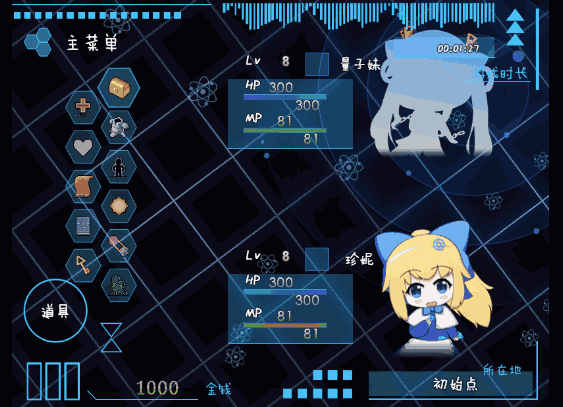 主菜单
Lv 8 量子妹
HP 300
300
MP 81
81
00:01:27
游戏时长
Lv 8 珍妮
HP 300
300
MP 81
81
道具
1000 金钱
所在地
初始点